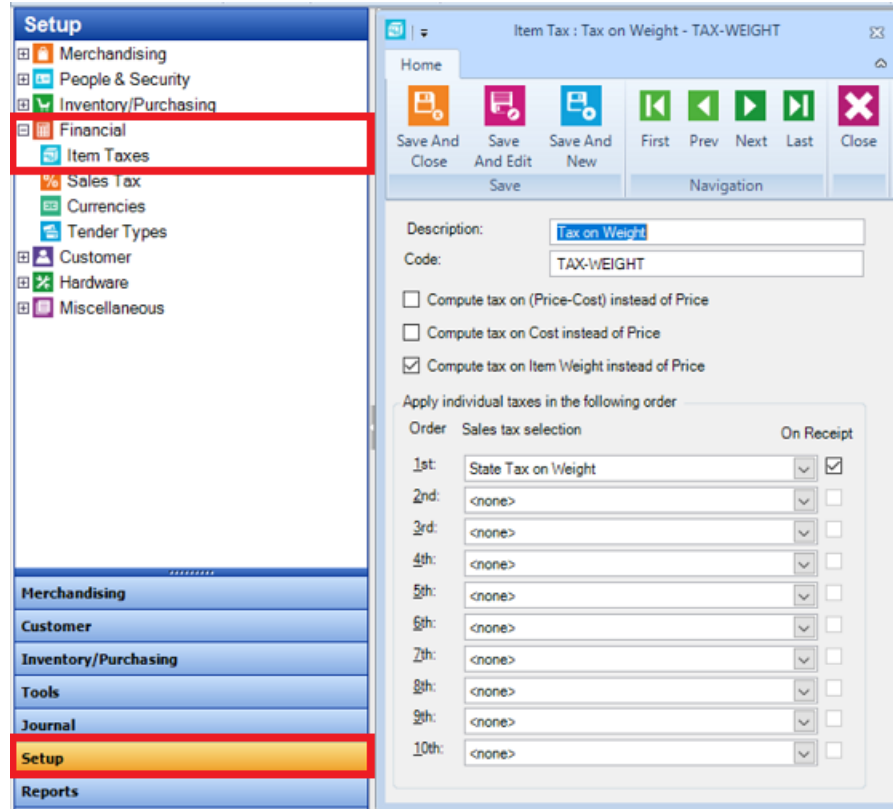 Setup
Merchandising
People & Security
Inventory/Purchasing
Financial
Item Taxes
Sales Tax
Currencies
Tender Types
Customer
Hardware
Miscellaneous
Merchandising
Customer
Inventory/Purchasing
Tools
Journal
Setup
Reports
Item Tax : Tax on Weight - TAX-WEIGHT
Home
Save And Close
Save And Edit
Save And New
First
Prev
Next
Last
Close
Save
Navigation
Description: Tax on Weight
Code: TAX-WEIGHT
Compute tax on (Price-Cost) instead of Price
Compute tax on Cost instead of Price
Compute tax on Item Weight instead of Price
Apply individual taxes in the following order
Order Sales tax selection On Receipt
1st: State Tax on Weight
2nd: <none>
3rd: <none>
4th: <none>
5th: <none>
6th: <none>
7th: <none>
8th: <none>
9th: <none>
10th: <none>